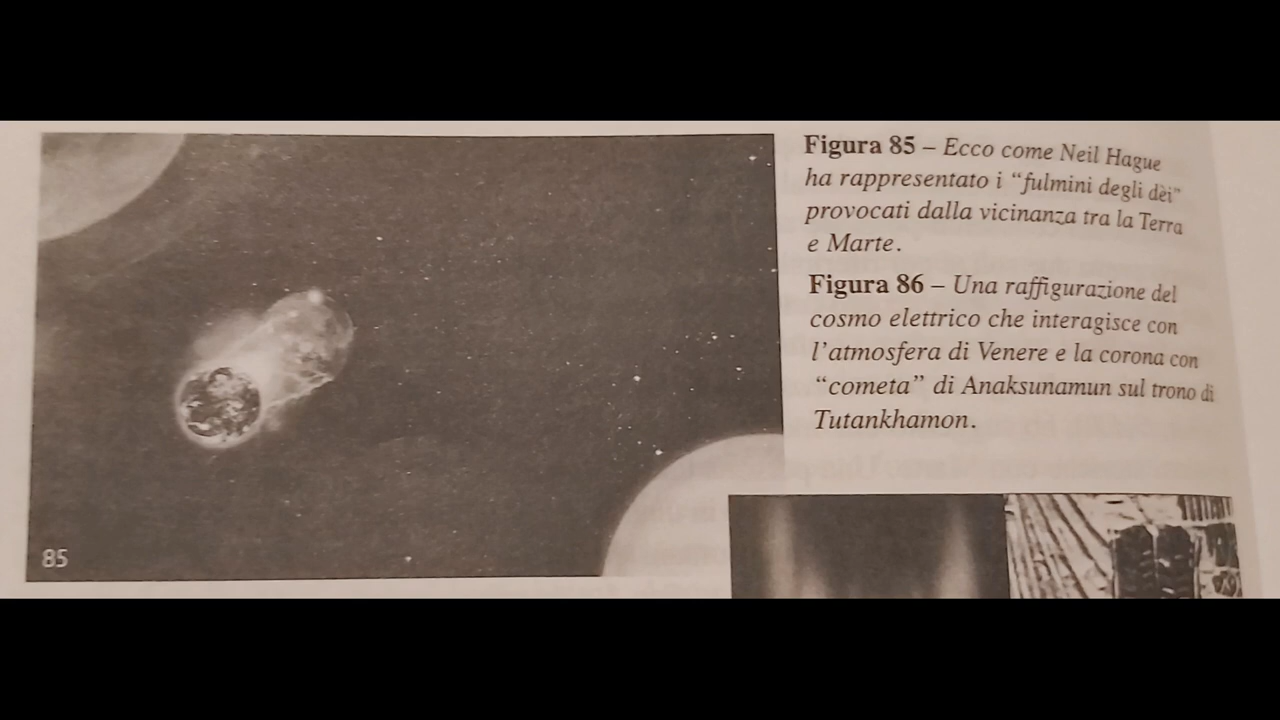 Figura 85 – Ecco come Neil Hague
ha rappresentato i “fulmini degli dèi”
provocati dalla vicinanza tra la Terra
e Marte.
Figura 86 – Una raffigurazione del
cosmo elettrico che interagisce con
l’atmosfera di Venere e la corona con
“cometa” di Anaksunamun sul trono di
Tutankhamon.
85